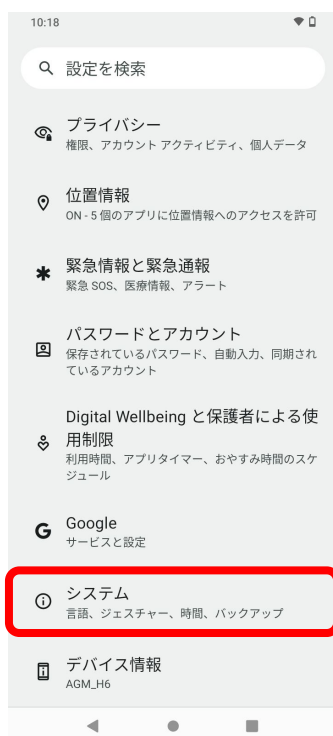 10:18
設定を検索
プライバシー
権限、アカウント アクティビティ、個人データ
位置情報
ON - 5 個のアプリに位置情報へのアクセスを許可
緊急情報と緊急通報
緊急 SOS、医療情報、アラート
パスワードとアカウント
保存されているパスワード、自動入力、同期され
ているアカウント
Digital Wellbeing と保護者による使
用制限
利用時間、アプリタイマー、おやすみ時間のスケ
ジュール
Google
サービスと設定
システム
言語、ジェスチャー、時間、バックアップ
デバイス情報
AGM_H6